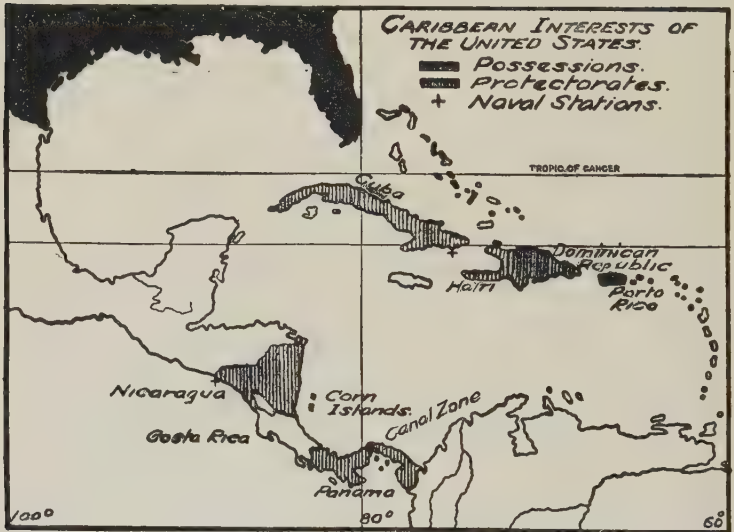 CARIBBEAN INTERESTS OF
THE UNITED STATES.
Possessions.
Protectorates.
+ Naval Stations.
TROPIC OF CANCER
Cuba
Dominican
Republic
Haiti
Porto
Rico
Nicaragua
Corn
Islands.
Canal Zone
Costa Rica
Panama
100°
80°
60°